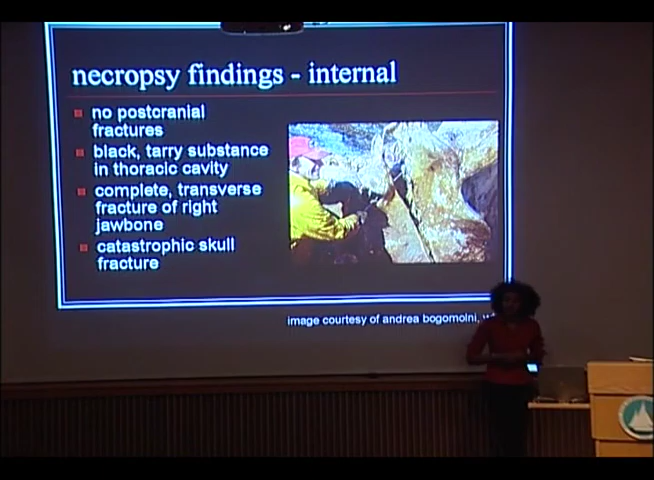 necropsy findings - internal
no postcranial
fractures
black, tarry substance
in thoracic cavity
complete, transverse
fracture of right
jawbone
catastrophic skull
fracture
image courtesy of andrea bogomolni,